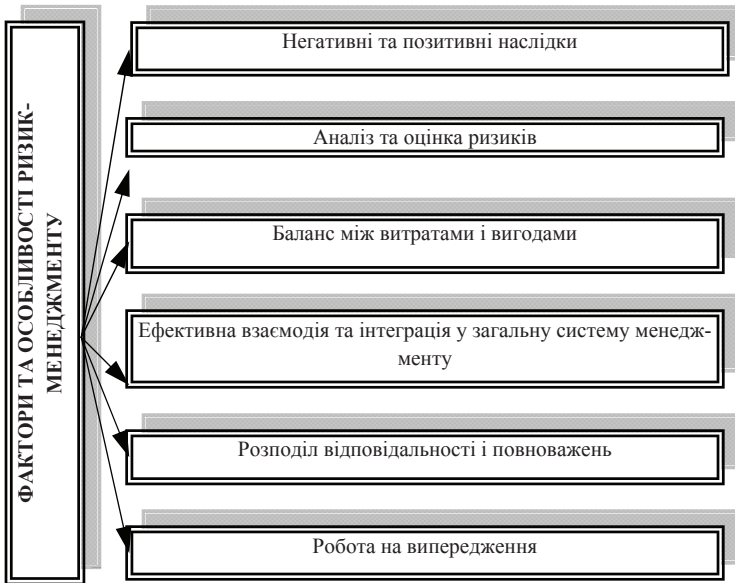 ФАКТОРИ ТА ОСОБЛИВОСТІ РИЗИК-
МЕНЕДЖМЕНТУ
Негативні та позитивні наслідки
Аналіз та оцінка ризиків
Баланс між витратами і вигодами
Ефективна взаємодія та інтеграція у загальну систему менедж-
менту
Розподіл відповідальності і повноважень
Робота на випередження